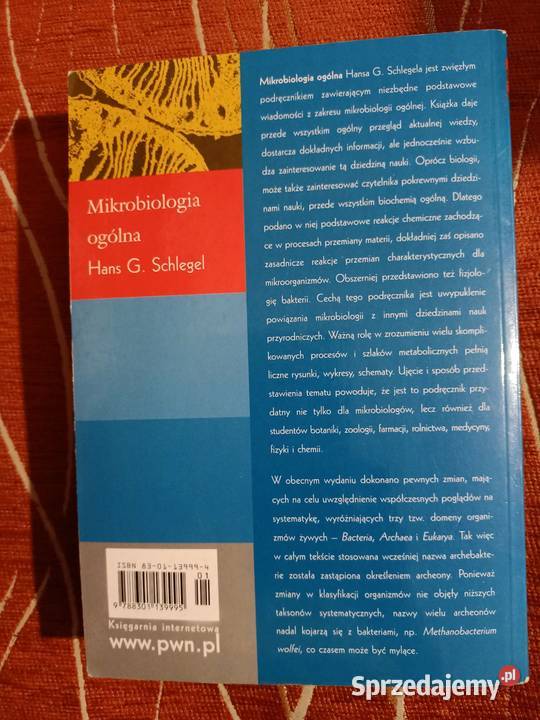 Mikrobiologia
ogólna
Hans G. Schlegel
Mikrobiologia ogólna Hansa G. Schlegela jest zwięzłym
podręcznikiem zawierającym niezbędne podstawowe
wiadomości z zakresu mikrobiologii ogólnej. Książka daje
przede wszystkim ogólny przegląd aktualnej wiedzy,
dostarcza dokładnych informacji, ale jednocześnie wzbu-
dza zainteresowanie tą dziedziną nauki. Oprócz biologii,
może także zainteresować czytelnika pokrewnymi dziedzi-
nami nauki, przede wszystkim biochemią ogólną. Dlatego
podano w niej podstawowe reakcje chemiczne zachodzą-
ce w procesach przemiany materii, dokładniej zaś opisano
zasadnicze reakcje przemian charakterystycznych dla
mikroorganizmów. Obszerniej przedstawiono też fizjolo-
gię bakterii. Cechą tego podręcznika jest uwypuklenie
powiązania mikrobiologii z innymi dziedzinami nauk
przyrodniczych. Ważną rolę w zrozumieniu wielu skompli-
kowanych procesów i szlaków metabolicznych pełnią
liczne rysunki, wykresy, schematy. Ujęcie i sposób przed-
stawienia tematu powoduje, że jest to podręcznik przy-
datny nie tylko dla mikrobiologów, lecz również dla
studentów botaniki, zoologii, farmacji, rolnictwa, medycyny,
fizyki i chemii.
W obecnym wydaniu dokonano pewnych zmian, mają-
cych na celu uwzględnienie współczesnych poglądów na
systematykę, wyróżniających trzy tzw. domeny organi-
zmów żywych – Bacteria, Archaea i Eukarya. Tak więc
w całym tekście stosowana wcześniej nazwa archebakte-
rie została zastąpiona określeniem archeony. Ponieważ
zmiany w klasyfikacji organizmów nie objęły niższych
taksonów systematycznych, nazwy wielu archeonów
nadal kojarzą się z bakteriami, np. Methanobacterium
wolfei, co czasem może być mylące.
ISBN 83-01-13999-4
01
9 788301 139995
Księgarnia internetowa
www.pwn.pl
Sprzedajemy.pl